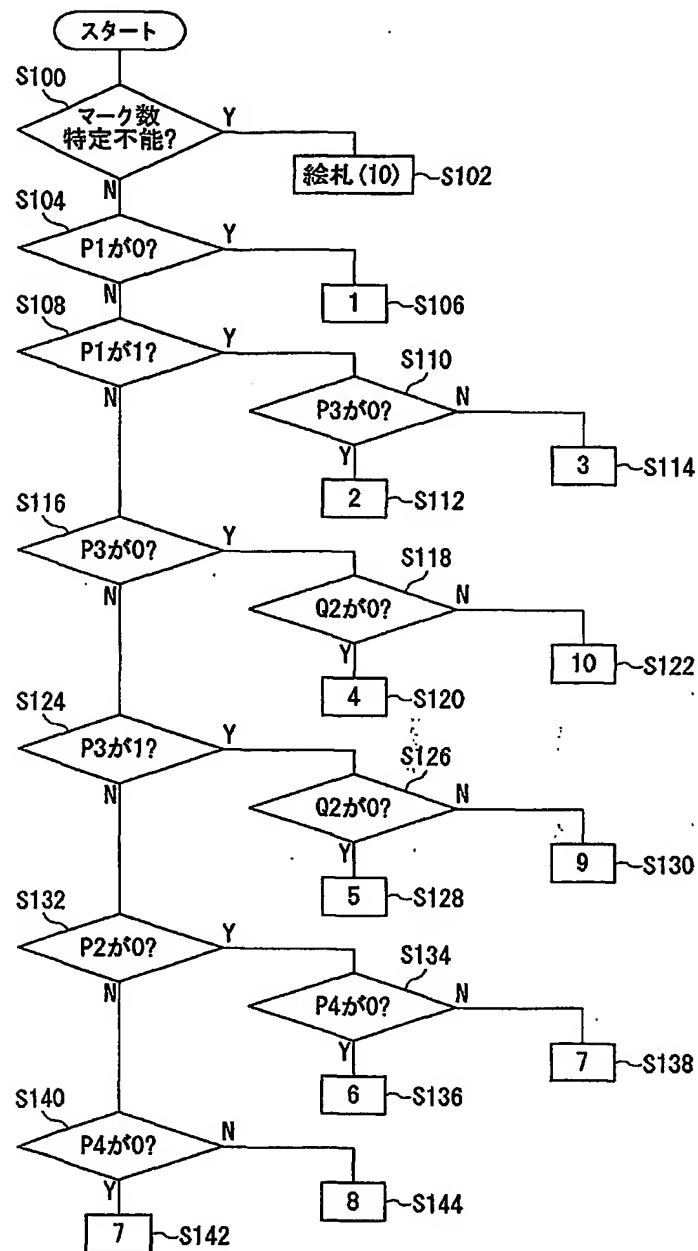 スタート
S100
マーク数
特定不能?
Y
N
絵札(10)
S102
S104
P1が0?
Y
N
1
S106
S108
P1が1?
Y
N
S110
P3が0?
N
Y
3
S114
2
S112
S116
P3が0?
Y
N
S118
Q2が0?
N
Y
10
S122
4
S120
S124
P3が1?
Y
N
S126
Q2が0?
N
Y
9
S130
5
S128
S132
P2が0?
Y
N
S134
P4が0?
N
Y
7
S138
6
S136
S140
P4が0?
N
Y
8
S144
7
S142